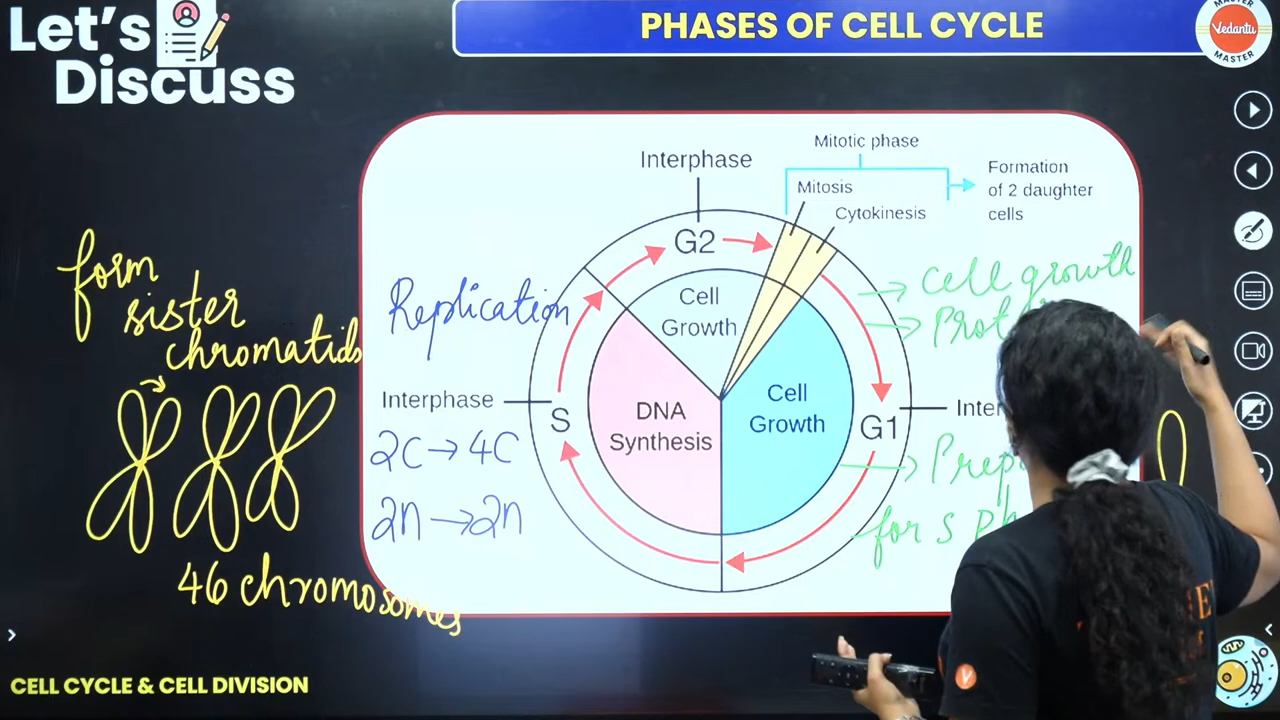 Let's
Discuss
PHASES OF CELL CYCLE
MASTER
Vedantu
MASTER
Mitotic phase
Interphase
Mitosis
Cytokinesis
Formation
of 2 daughter
cells
G2
form
sister
chromatids
Replication
Cell
Growth
→ Cell growth
→
Interphase
S
DNA
Synthesis
Cell
Growth
G1
2C → 4C
2n → 2n
→
for S
46 chromosomes
CELL CYCLE & CELL DIVISION